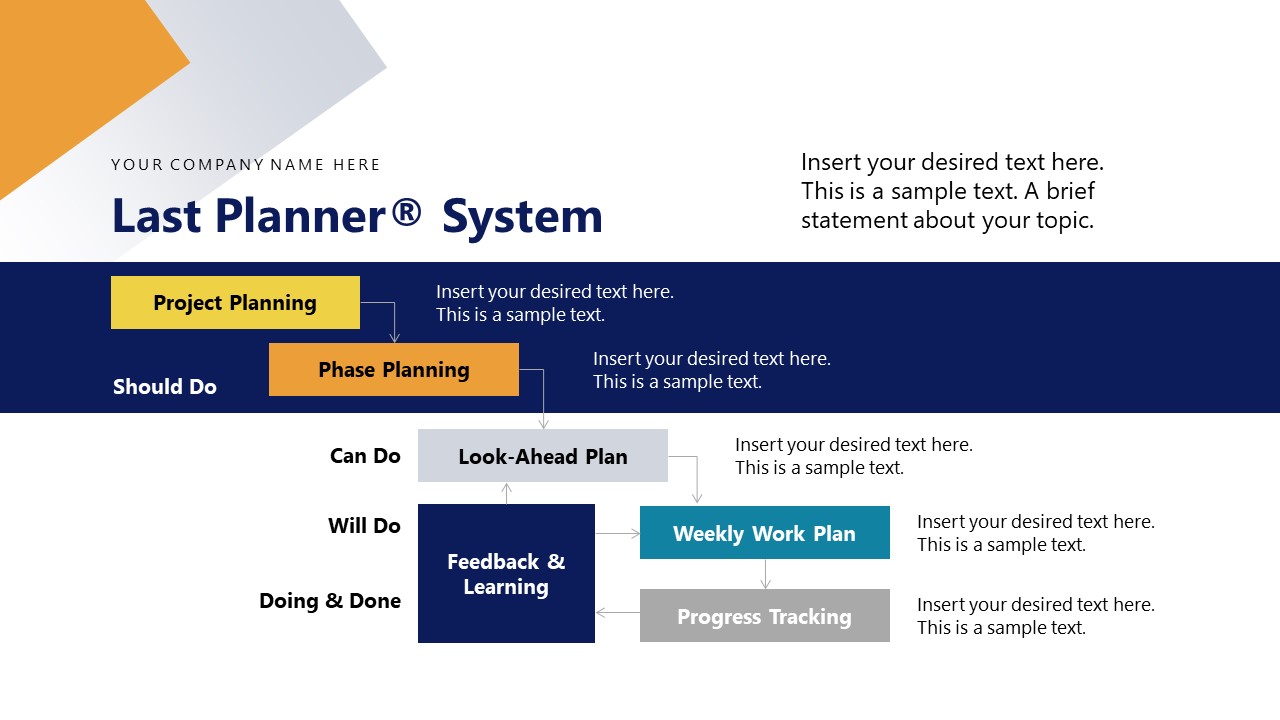 YOUR COMPANY NAME HERE
Last Planner® System
Insert your desired text here.
This is a sample text. A brief
statement about your topic.
Project Planning
Insert your desired text here.
This is a sample text.
Should Do
Phase Planning
Insert your desired text here.
This is a sample text.
Can Do
Look-Ahead Plan
Insert your desired text here.
This is a sample text.
Will Do
Feedback &
Learning
Weekly Work Plan
Insert your desired text here.
This is a sample text.
Doing & Done
Progress Tracking
Insert your desired text here.
This is a sample text.